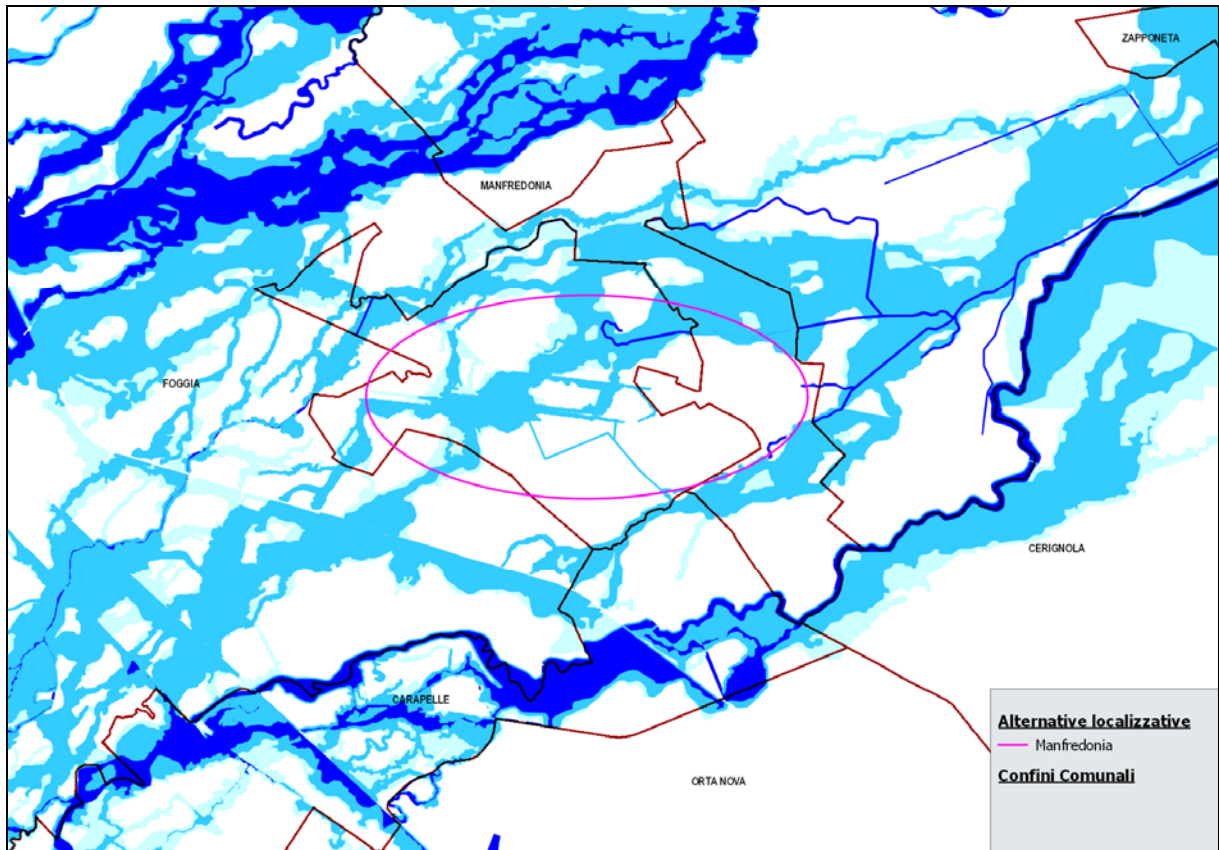 ZAPPONETA
MANFREDONIA
FOGGIA
CERIGNOLA
CARAPELLE
ORTA NOVA
Alternative localizzative
Manfredonia
Confini Comunali